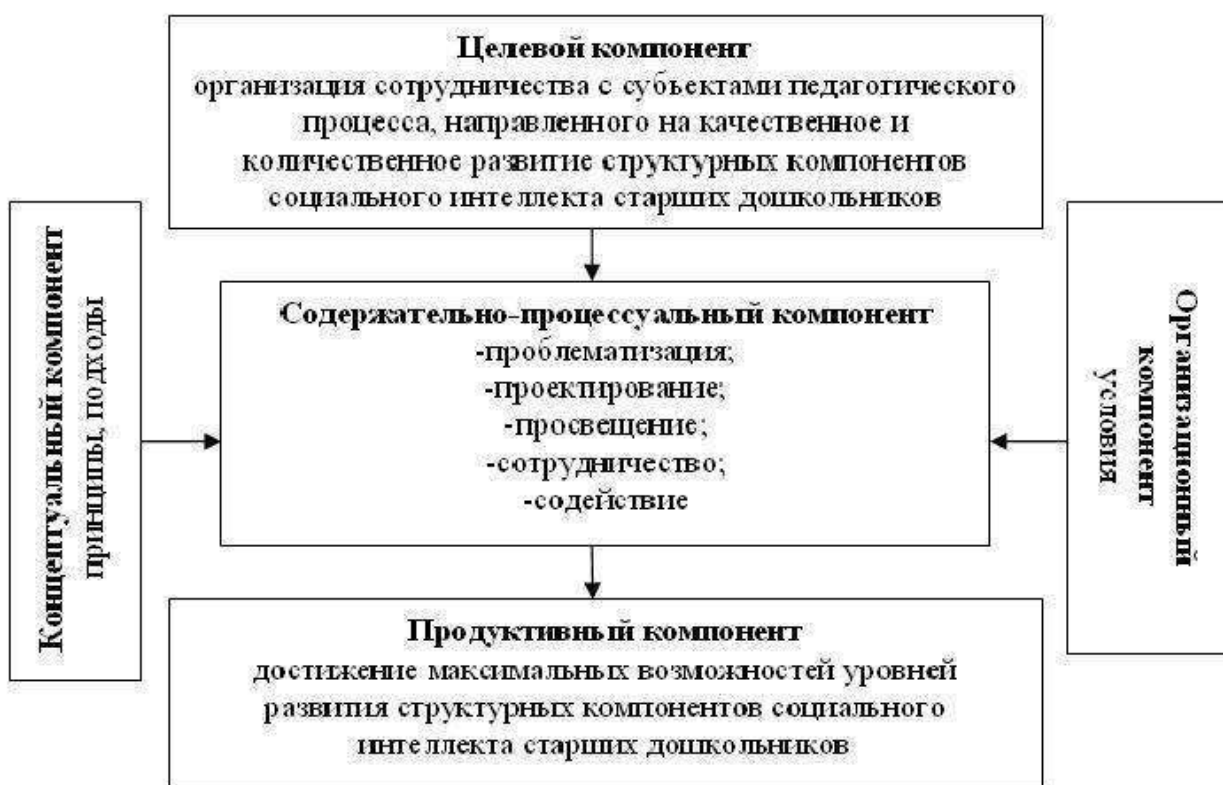 Целевой компонент
организация сотрудничества с субъектами педагогического
процесса, направленного на качественное и
количественное развитие структурных компонентов
социального интеллекта старших дошкольников
Концептуальный компонент
принципы, подходы
Содержательно-процессуальный компонент
-проблематизация;
-проектирование;
-просвещение;
-сотрудничество;
-содействие
Организационный
компонент
условия
Продуктивный компонент
достижение максимальных возможностей уровней
развития структурных компонентов социального
интеллекта старших дошкольников